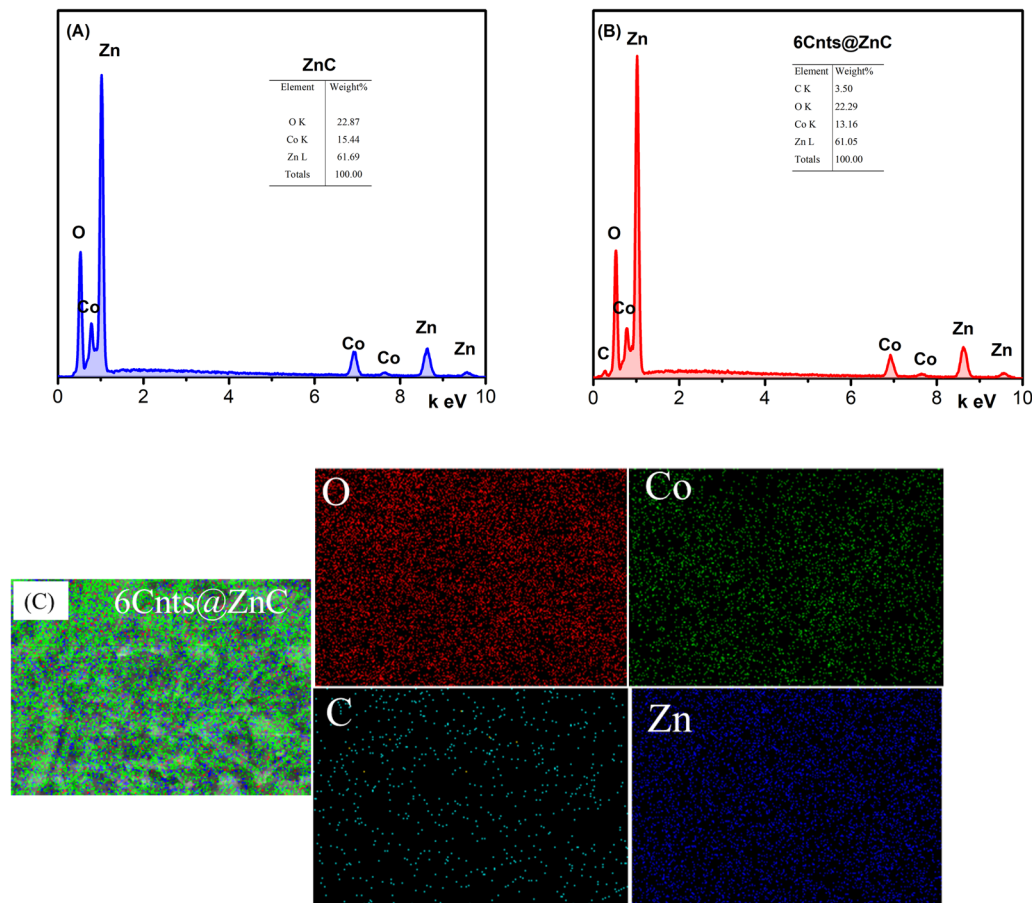 (A)
Zn
ZnC
Element Weight%
O K 22.87
Co K 15.44
Zn L 61.69
Totals 100.00
O
Co
Co
Co
Zn
Zn
0 2 4 6 8 10
k eV
(B)
Zn
6Cnts@ZnC
Element Weight%
C K 3.50
O K 22.29
Co K 13.16
Zn L 61.05
Totals 100.00
O
Co
C
Co
Co
Zn
Zn
0 2 4 6 8 10
k eV
(C) 6Cnts@ZnC
O
Co
C
Zn